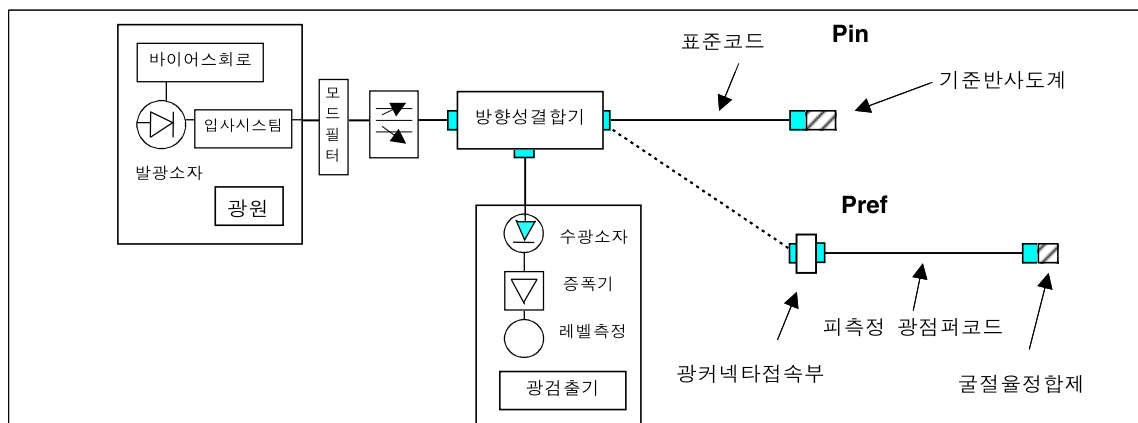 바이어스회로
입사시스팀
발광소자
광원
모드필터
방향성결합기
표준코드
Pin
기준반사도계
수광소자
증폭기
레벨측정
광검출기
Pref
피측정 광점퍼코드
광커넥타접속부
굴절율정합제